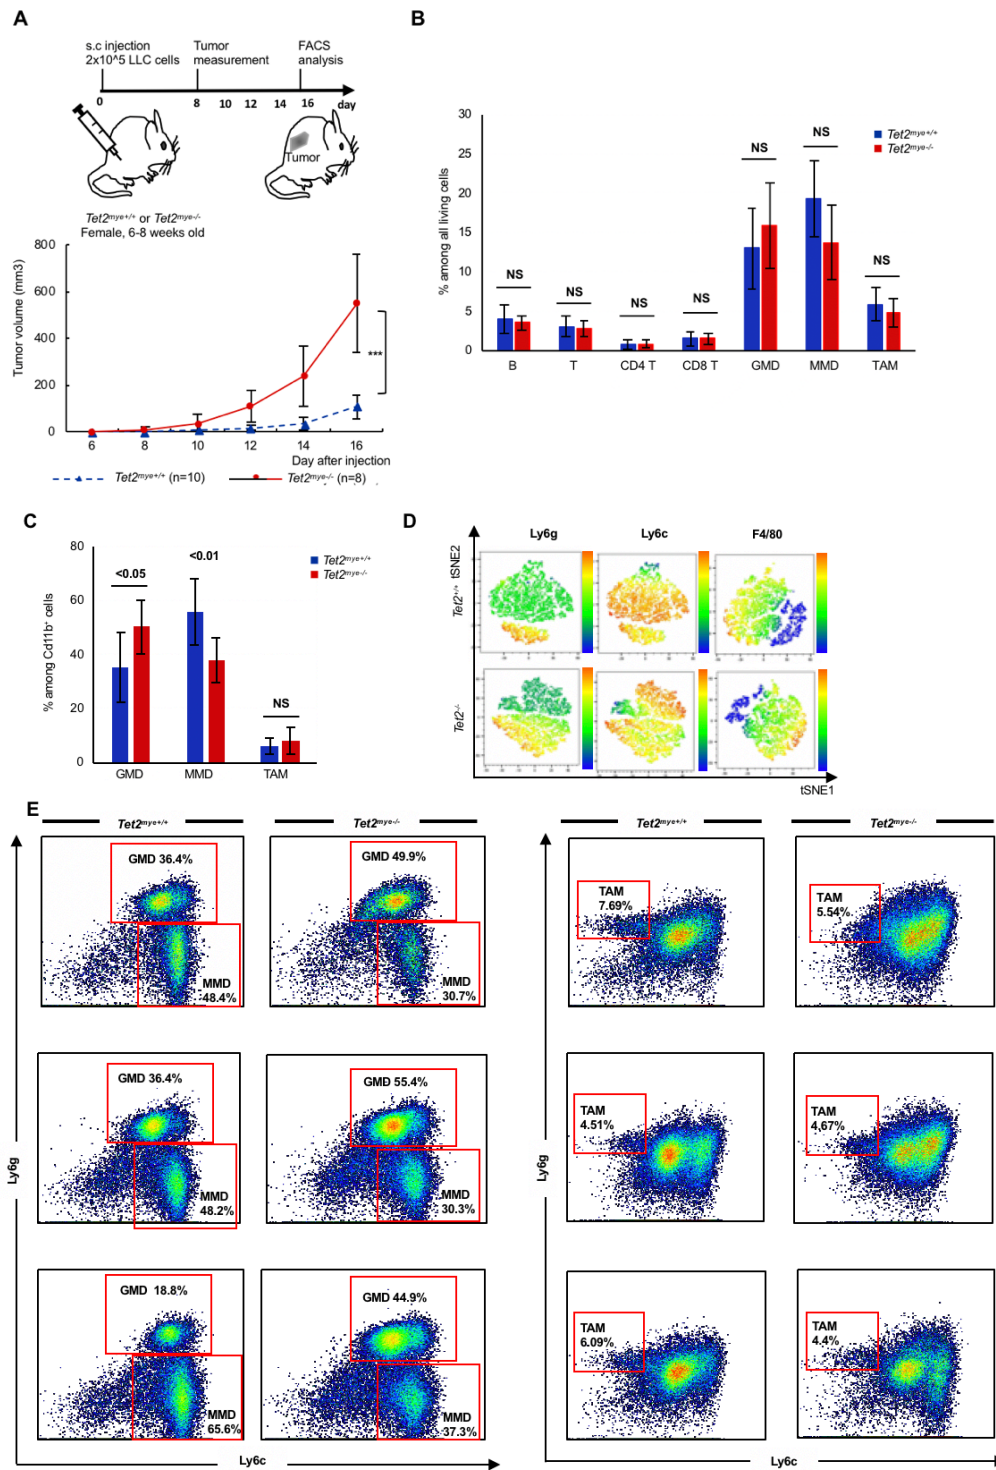 A
s.c injection
2x10^5 LLC cells
Tumor
measurement
FACS
analysis
0 8 10 12 14 16 day
Tumor
Tet2mye+/+ or Tet2mye-/-
Female, 6-8 weeks old
Tumor volume (mm3)
800
600
400
200
0
***
6 8 10 12 14 16
Day after injection
Tet2mye+/+ (n=10) Tet2mye-/- (n=8)
B
% among all living cells
30
25
20
15
10
5
0
NS NS NS NS NS NS NS
Tet2mye+/+
Tet2mye-/-
B T CD4 T CD8 T GMD MMD TAM
C
% among Cd11b+ cells
80
60
40
20
0
<0.05 <0.01 NS
Tet2mye+/+
Tet2mye-/-
GMD MMD TAM
D
Ly6g Ly6c F4/80
tSNE2
Tet2+/+
Tet2-/-
tSNE1
E
Tet2mye+/+ Tet2mye-/- Tet2mye+/+ Tet2mye-/-
GMD 36.4%
MMD
48.4%
GMD 49.9%
MMD
30.7%
TAM
7.69%
TAM
5.54%
GMD 36.4%
MMD
48.2%
GMD 55.4%
MMD
30.3%
TAM
4.51%
TAM
4,67%
GMD 18.8%
MMD
65.6%
GMD 44.9%
MMD
37.3%
TAM
6.09%
TAM
4.4%
Ly6g
Ly6c
Ly6g
Ly6c